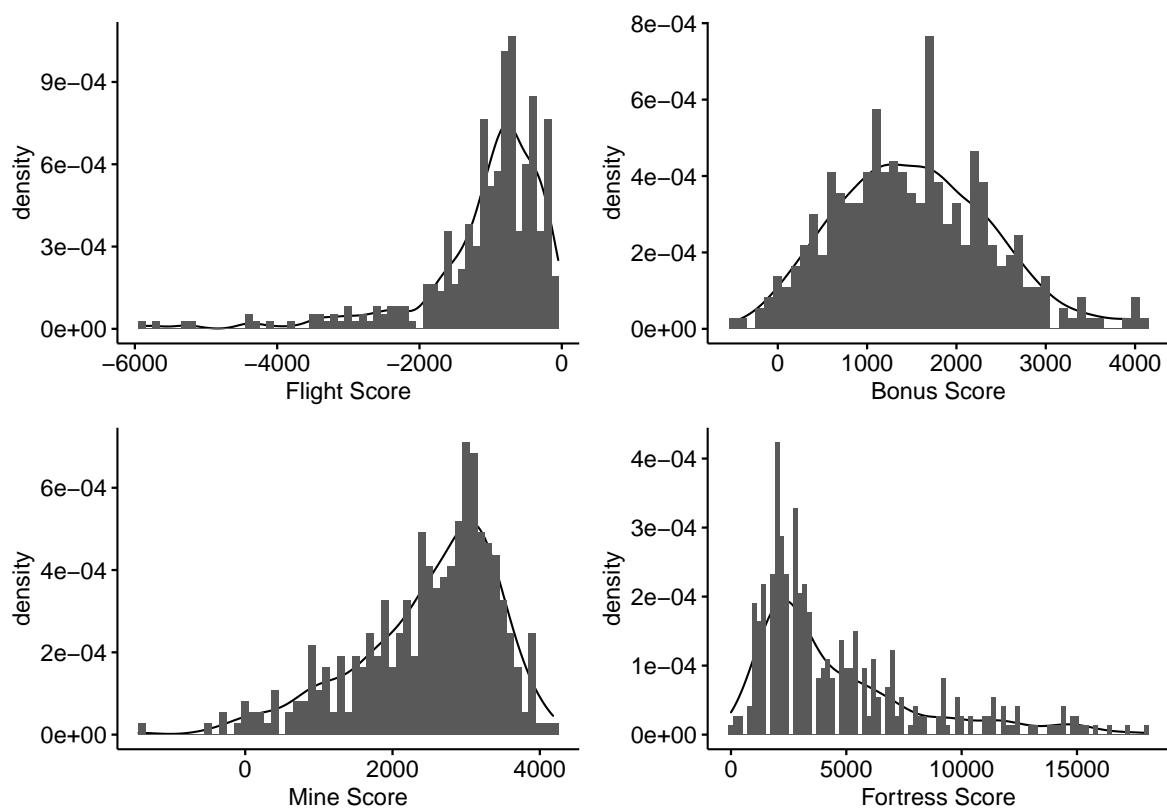 density
9e−04
6e−04
3e−04
0e+00
−6000
−4000
−2000
0
Flight Score
density
8e−04
6e−04
4e−04
2e−04
0e+00
0
1000
2000
3000
4000
Bonus Score
density
6e−04
4e−04
2e−04
0e+00
0
2000
4000
Mine Score
density
4e−04
3e−04
2e−04
1e−04
0e+00
0
5000
10000
15000
Fortress Score